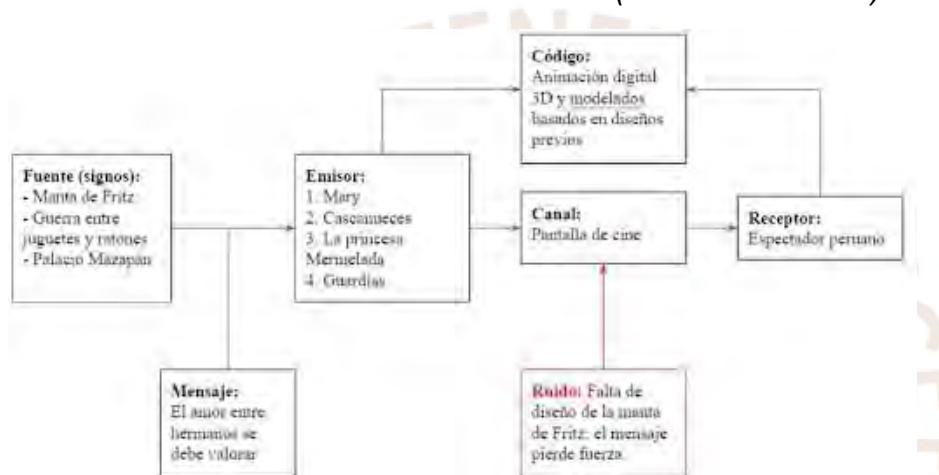 Código:
Animación digital
3D y modelados
basados en diseños
previos
Fuente (signos):
- Manta de Fritz
- Guerra entre
juguetes y ratones
- Palacio Mazapán
Emisor:
1. Mary
2. Cascanueces
3. La princesa
Mermelada
4. Guardias
Canal:
Pantalla de cine
Receptor:
Espectador peruano
Mensaje:
El amor entre
hermanos se
debe valorar
Ruido: Falta de
diseño de la manta
de Fritz: el mensaje
pierde fuerza.